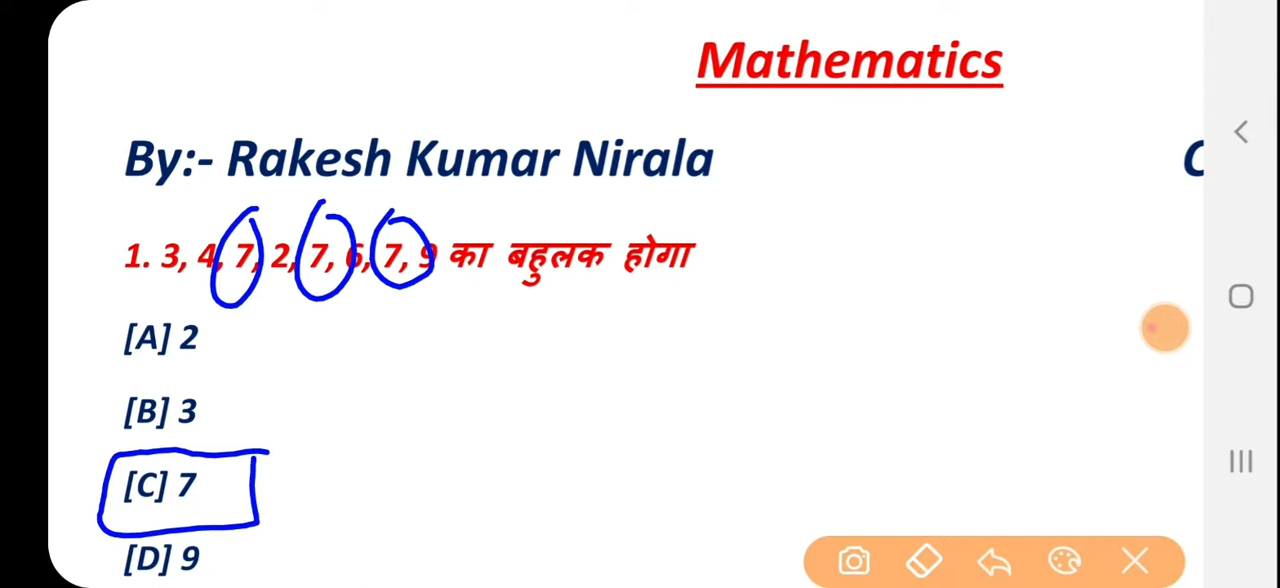 Mathematics
By:- Rakesh Kumar Nirala
1. 3, 4, 7, 2, 7, 6, 7, 9 का बहुलक होगा
[A] 2
[B] 3
[C] 7
[D] 9